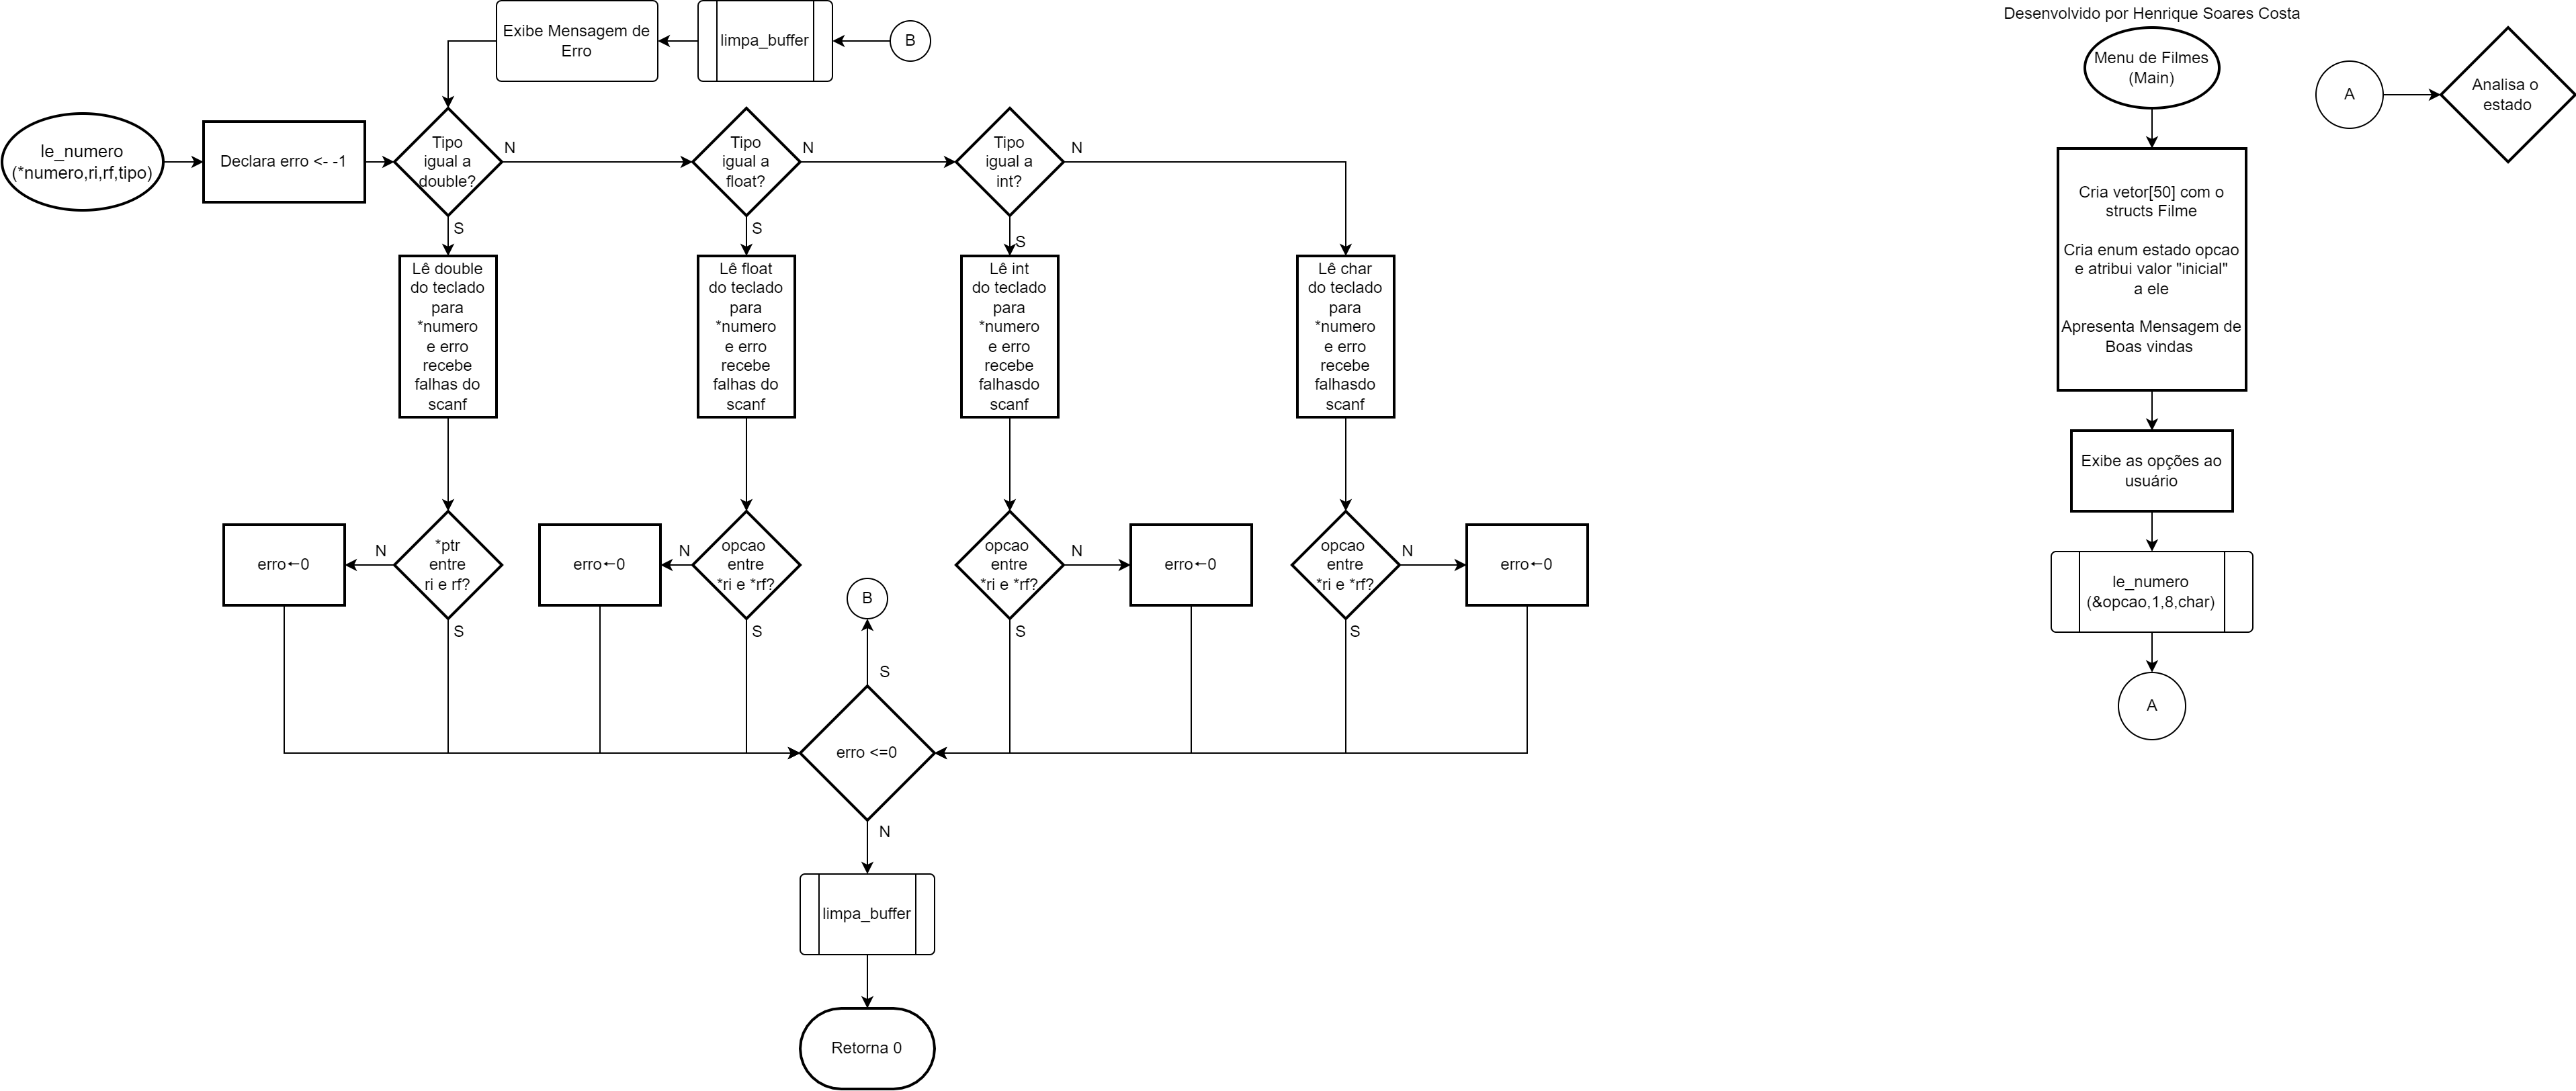 Desenvolvido por Henrique Soares Costa
Exibe Mensagem de
Erro
limpa_buffer
B
le_numero
(*numero,ri,rf,tipo)
Declara erro <- -1
Tipo
igual a
double?
N
S
Tipo
igual a
float?
N
S
Tipo
igual a
int?
N
S
Lê double
do teclado
para
*numero
e erro
recebe
falhas do
scanf
Lê float
do teclado
para
*numero
e erro
recebe
falhas do
scanf
Lê int
do teclado
para
*numero
e erro
recebe
falhasdo
scanf
Lê char
do teclado
para
*numero
e erro
recebe
falhasdo
scanf
erro←0
N
*ptr
entre
ri e rf?
S
erro←0
N
opcao
entre
*ri e *rf?
S
opcao
entre
*ri e *rf?
N
S
erro←0
opcao
entre
*ri e *rf?
N
S
erro←0
B
S
erro <=0
N
limpa_buffer
Retorna 0
Menu de Filmes
(Main)
Cria vetor[50] com o
structs Filme
Cria enum estado opcao
e atribui valor "inicial"
a ele
Apresenta Mensagem de
Boas vindas
Exibe as opções ao
usuário
le_numero
(&opcao,1,8,char)
A
A
Analisa o
estado